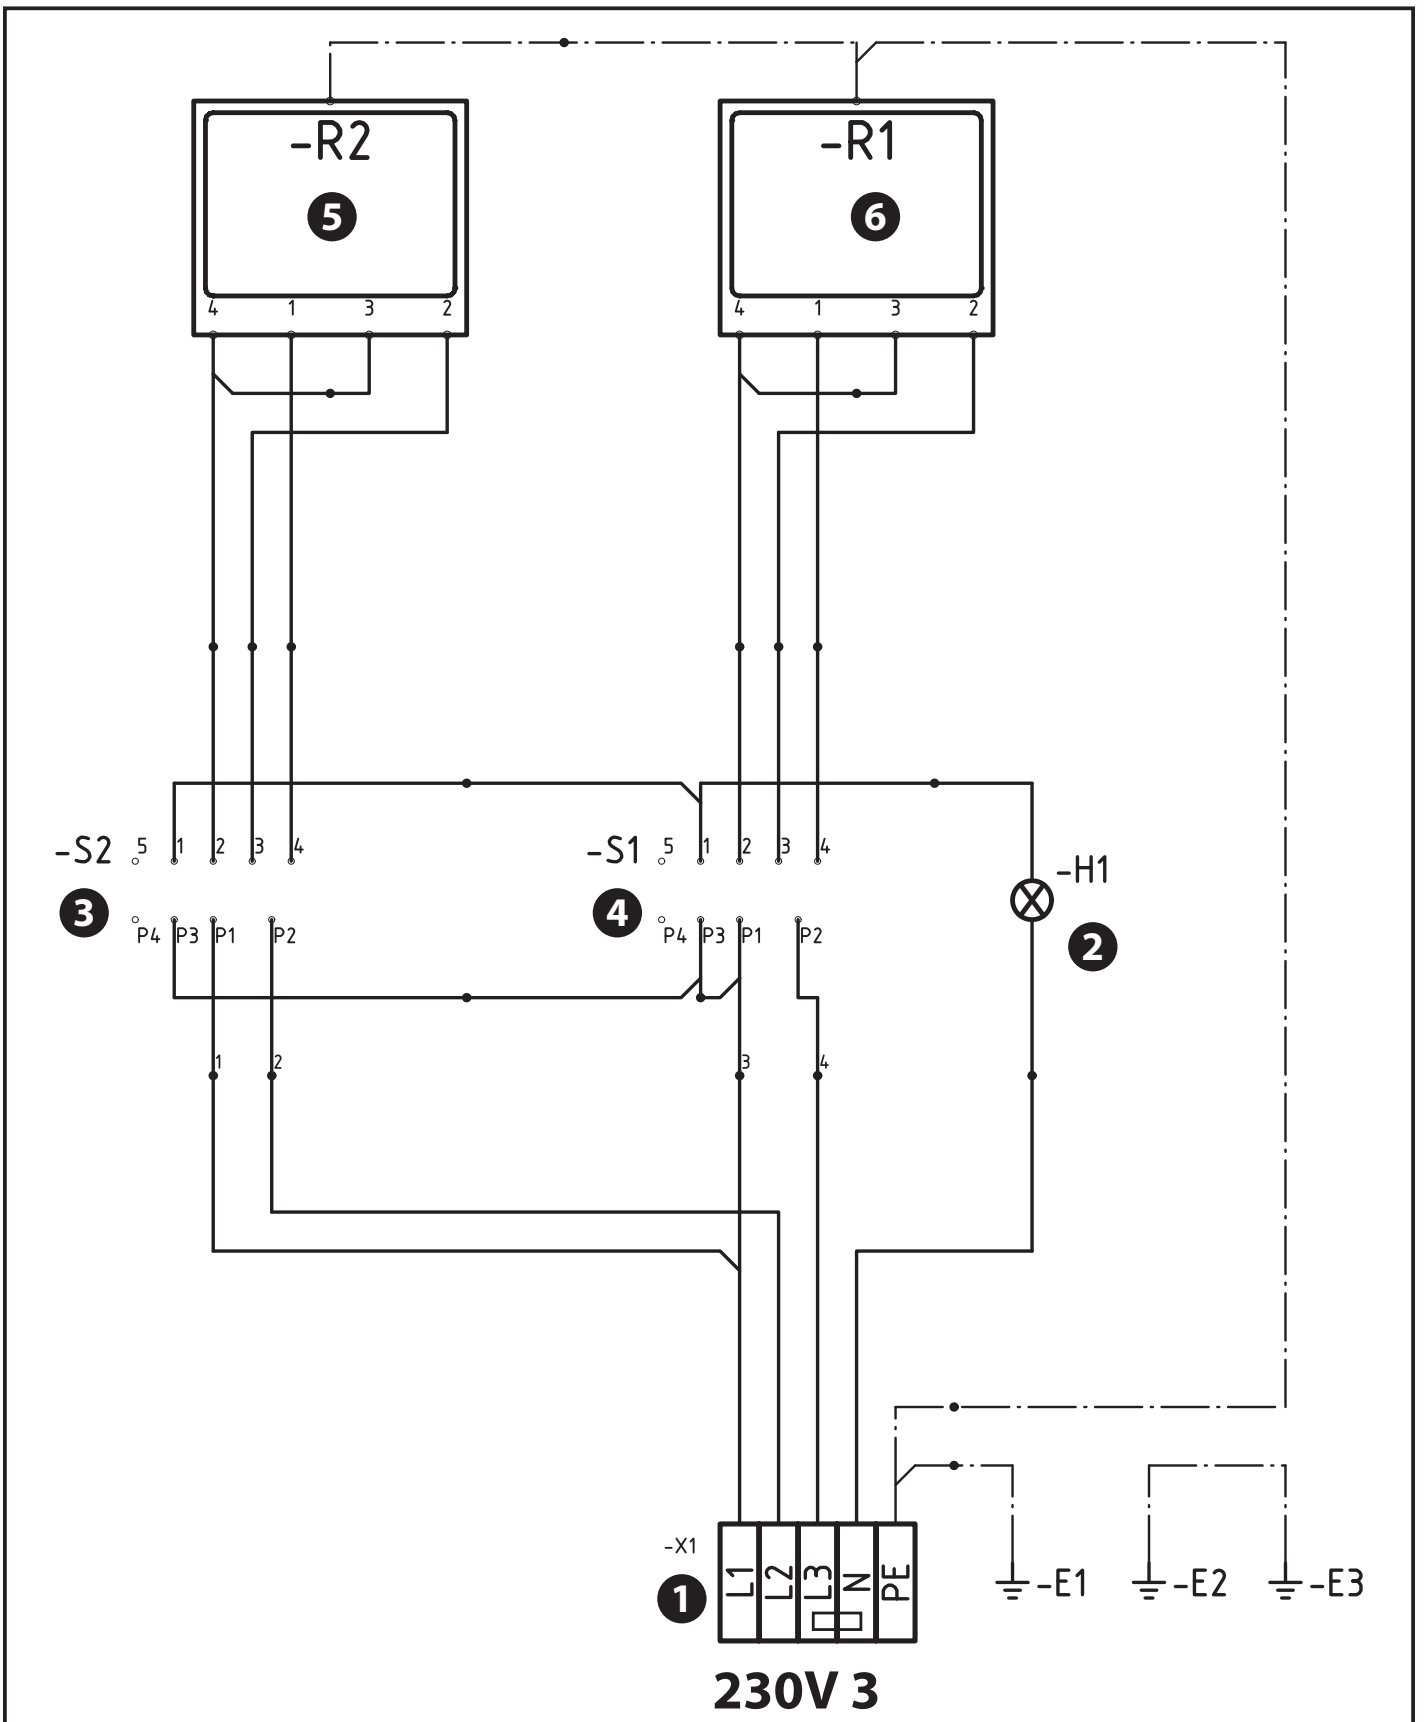 -R2 -R1
5 6
4 1 3 2 4 1 3 2
-S2 5 1 2 3 4 -S1 5 1 2 3 4
-H1
3 4
2
P4 P3 P1 P2 P4 P3 P1 P2
1 2 3 4
-X1
1
L1 L2 L3 N PE
-E1 -E2 -E3
230V 3